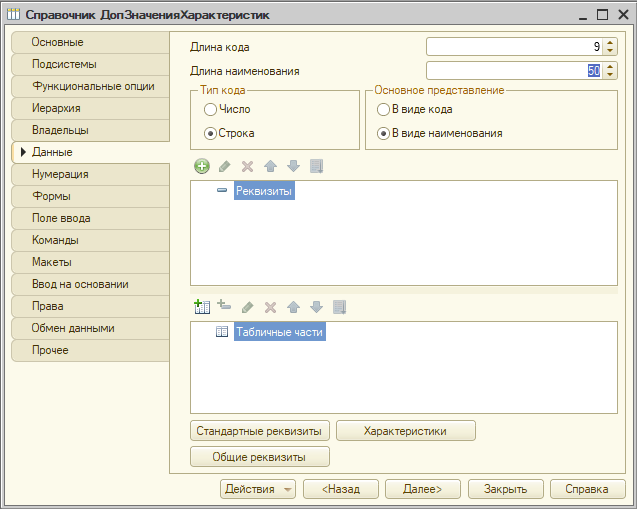 Справочник ДопЗначенияХарактеристик
Основные
Подсистемы
Функциональные опции
Иерархия
Владельцы
Данные
Нумерация
Формы
Поле ввода
Команды
Макеты
Ввод на основании
Права
Обмен данными
Прочее
Длина кода 9
Длина наименования 50
Тип кода
Число
Строка
Основное представление
В виде кода
В виде наименования
Реквизиты
Табличные части
Стандартные реквизиты Характеристики
Общие реквизиты
Действия <Назад Далее> Закрыть Справка